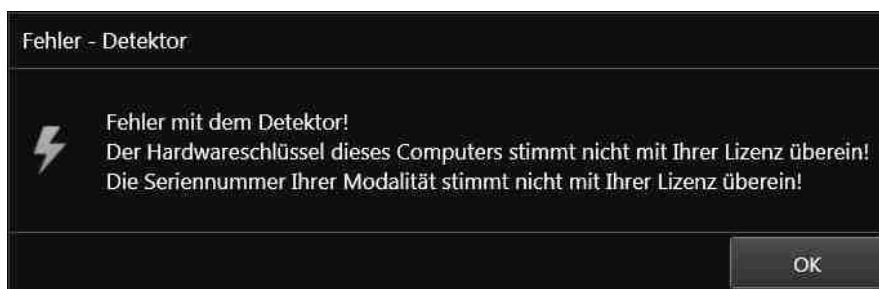 Fehler - Detektor
Fehler mit dem Detektor!
Der Hardwareschlüssel dieses Computers stimmt nicht mit Ihrer Lizenz überein!
Die Seriennummer Ihrer Modalität stimmt nicht mit Ihrer Lizenz überein!
OK